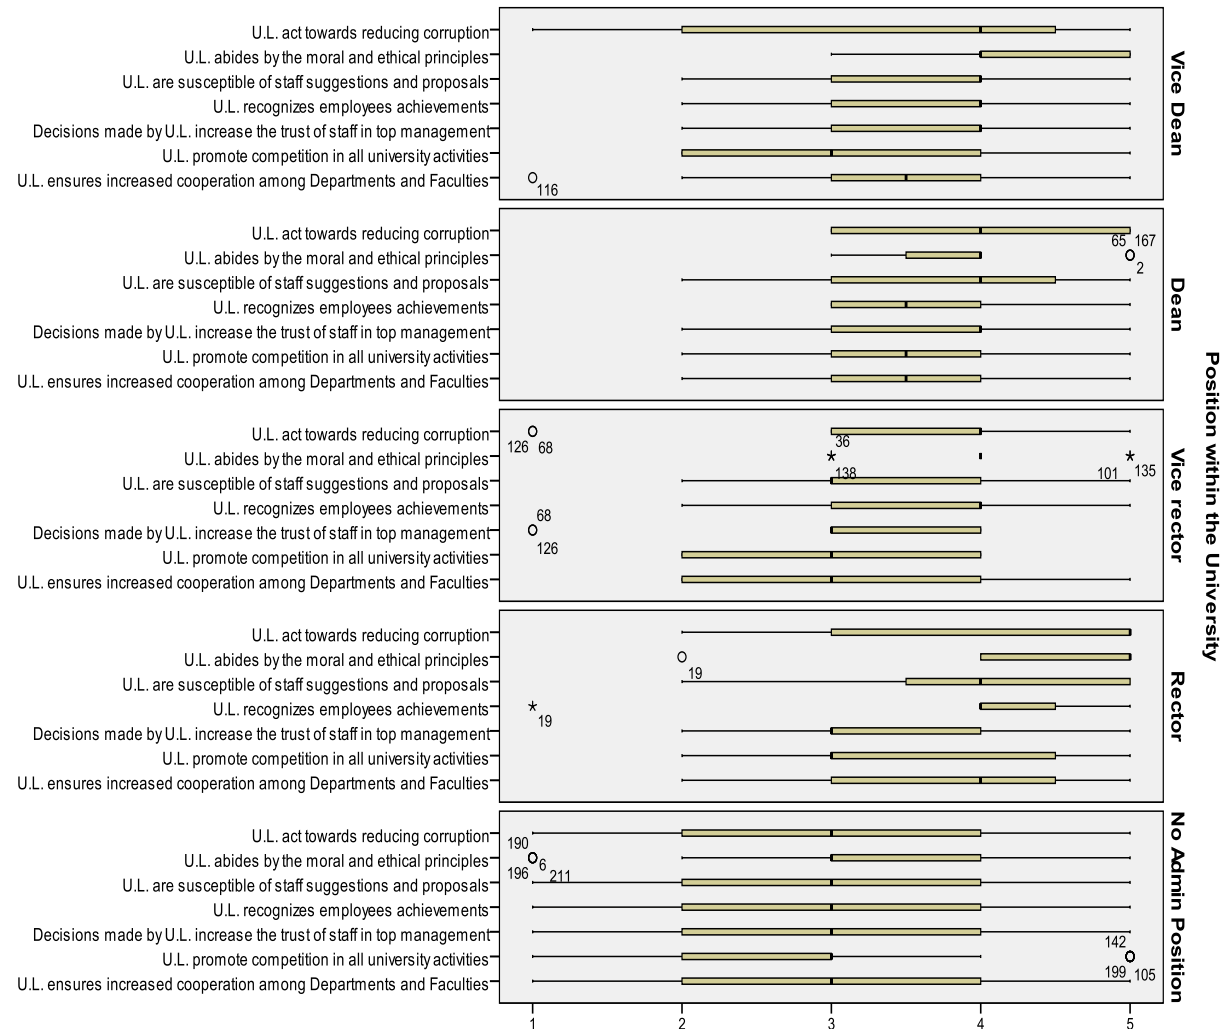 U.L. act towards reducing corruption
U.L. abides by the moral and ethical principles
U.L. are susceptible of staff suggestions and proposals
U.L. recognizes employees achievements
Decisions made by U.L. increase the trust of staff in top management
U.L. promote competition in all university activities
U.L. ensures increased cooperation among Departments and Faculties
116
Vice Dean
U.L. act towards reducing corruption
65 167
U.L. abides by the moral and ethical principles
2
U.L. are susceptible of staff suggestions and proposals
U.L. recognizes employees achievements
Decisions made by U.L. increase the trust of staff in top management
U.L. promote competition in all university activities
U.L. ensures increased cooperation among Departments and Faculties
Dean
U.L. act towards reducing corruption
126 68
36
U.L. abides by the moral and ethical principles
138
101 135
U.L. are susceptible of staff suggestions and proposals
U.L. recognizes employees achievements
68
Decisions made by U.L. increase the trust of staff in top management
126
U.L. promote competition in all university activities
U.L. ensures increased cooperation among Departments and Faculties
Vice rector
U.L. act towards reducing corruption
U.L. abides by the moral and ethical principles
19
U.L. are susceptible of staff suggestions and proposals
U.L. recognizes employees achievements
* 19
Decisions made by U.L. increase the trust of staff in top management
U.L. promote competition in all university activities
U.L. ensures increased cooperation among Departments and Faculties
Rector
U.L. act towards reducing corruption
190
U.L. abides by the moral and ethical principles
196 6 211
U.L. are susceptible of staff suggestions and proposals
U.L. recognizes employees achievements
Decisions made by U.L. increase the trust of staff in top management
142
U.L. promote competition in all university activities
199 105
U.L. ensures increased cooperation among Departments and Faculties
No Admin Position
Position within the University
1 2 3 4 5